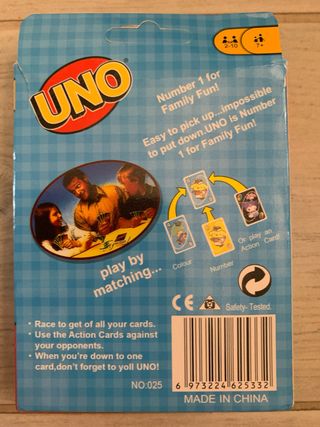 UNO
2-10
7+
Number 1 for
Family Fun!
Easy to pick up...impossible
to put down.UNO is Number
1 for Family Fun!
play by
matching...
Colour
Number
Or play an
Action Card!
CE
Safety- Tested
• Race to get of all your cards.
• Use the Action Cards against
your opponents.
• When you're down to one
card,don't forget to yoll UNO!
NO:025
6 973224 625332
MADE IN CHINA